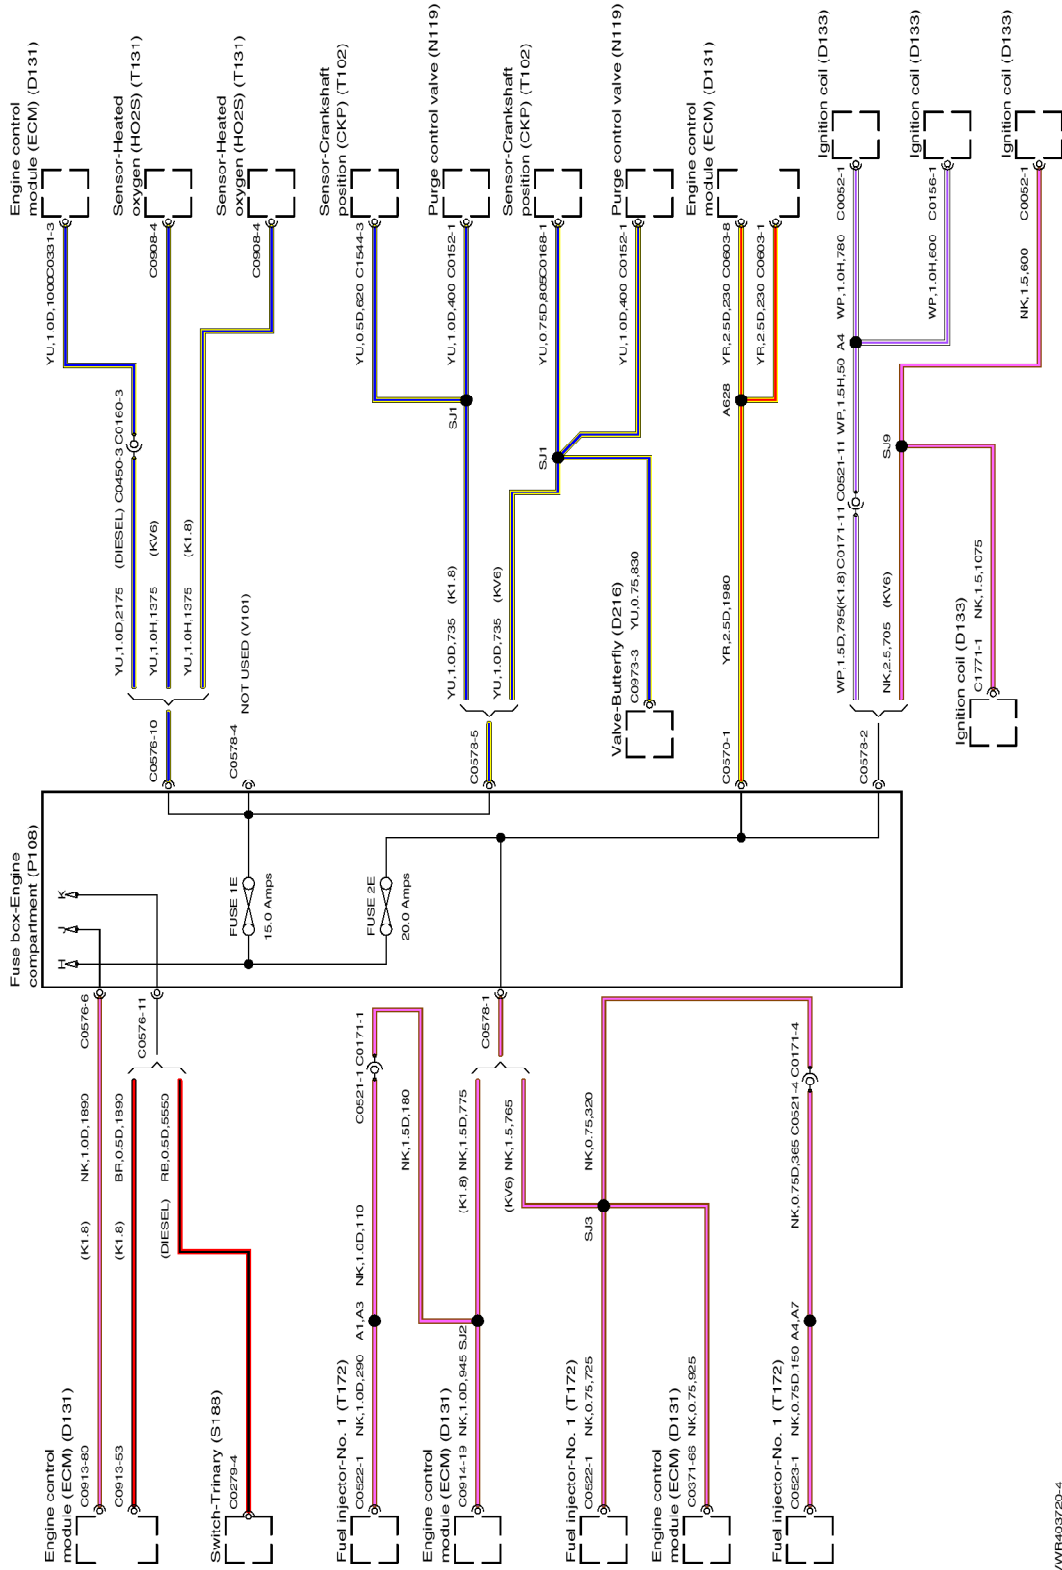 Engine control
module (ECM) (D131)
C0331-3
YU,1.0D,1000
C0160-3
C0450-3
(DIESEL)
YU,1.0D,2175
Sensor-Heated
oxygen (HO2S) (T131)
C0908-4
(KV6)
YU,1.0H,1375
Sensor-Heated
oxygen (HO2S) (T131)
C0908-4
(K1.8)
YU,1.0H,1375
C0576-10
NOT USED (V101)
C0578-4
Sensor-Crankshaft
position (CKP) (T102)
C1544-3
YU,0.5D,620
Purge control valve (N119)
C0152-1
YU,1.0D,400
SJ1
(K1.8)
YU,1.0D,735
Sensor-Crankshaft
position (CKP) (T102)
C0168-1
YU,0.75D,805
Purge control valve (N119)
C0152-1
YU,1.0D,400
SJ1
(KV6)
YU,1.0D,735
YU,0.75,830
C0973-3
Valve-Butterfly (D216)
C0573-5
Engine control
module (ECM) (D131)
C0603-8
YR,2.5D,230
C0603-1
YR,2.5D,230
A628
YR,2.5D,1980
C0570-1
Ignition coil (D133)
C0052-1
WP,1.0H,780
Ignition coil (D133)
C0156-1
WP,1.0H,600
A4
WP,1.5H,50
C0521-11
C0171-11
(K1.8)
WP,1.5D,795
Ignition coil (D133)
C0052-1
NK,1.5,600
SJ9
(KV6)
NK,2.5,705
NK,1.5,1075
C1771-1
Ignition coil (D133)
C0573-2
Fuse box-Engine
compartment (P108)
K
J
H
FUSE 1E
15.0 Amps
FUSE 2E
20.0 Amps
C0576-6
NK,1.0D,1890
(K1.8)
C0913-80
C0576-11
BR,0.5D,1890
(K1.8)
C0913-53
Engine control
module (ECM) (D131)
RB,0.5D,5550
(DIESEL)
C0279-4
Switch-Trinary (S188)
C0171-1
C0521-1
NK,1.0D,110
A1,A3
NK,1.0D,290
C0522-1
Fuel injector-No. 1 (T172)
NK,1.5D,180
C0578-1
NK,1.5D,775
(K1.8)
SJ2
NK,1.0D,945
C0914-19
Engine control
module (ECM) (D131)
NK,1.5,765
(KV6)
NK,0.75,320
SJ3
NK,0.75,725
C0522-1
Fuel injector-No. 1 (T172)
NK,0.75,925
C0371-68
Engine control
module (ECM) (D131)
C0171-4
C0521-4
NK,0.75D,365
A4,A7
NK,0.75D,150
C0523-1
Fuel injector-No. 1 (T172)